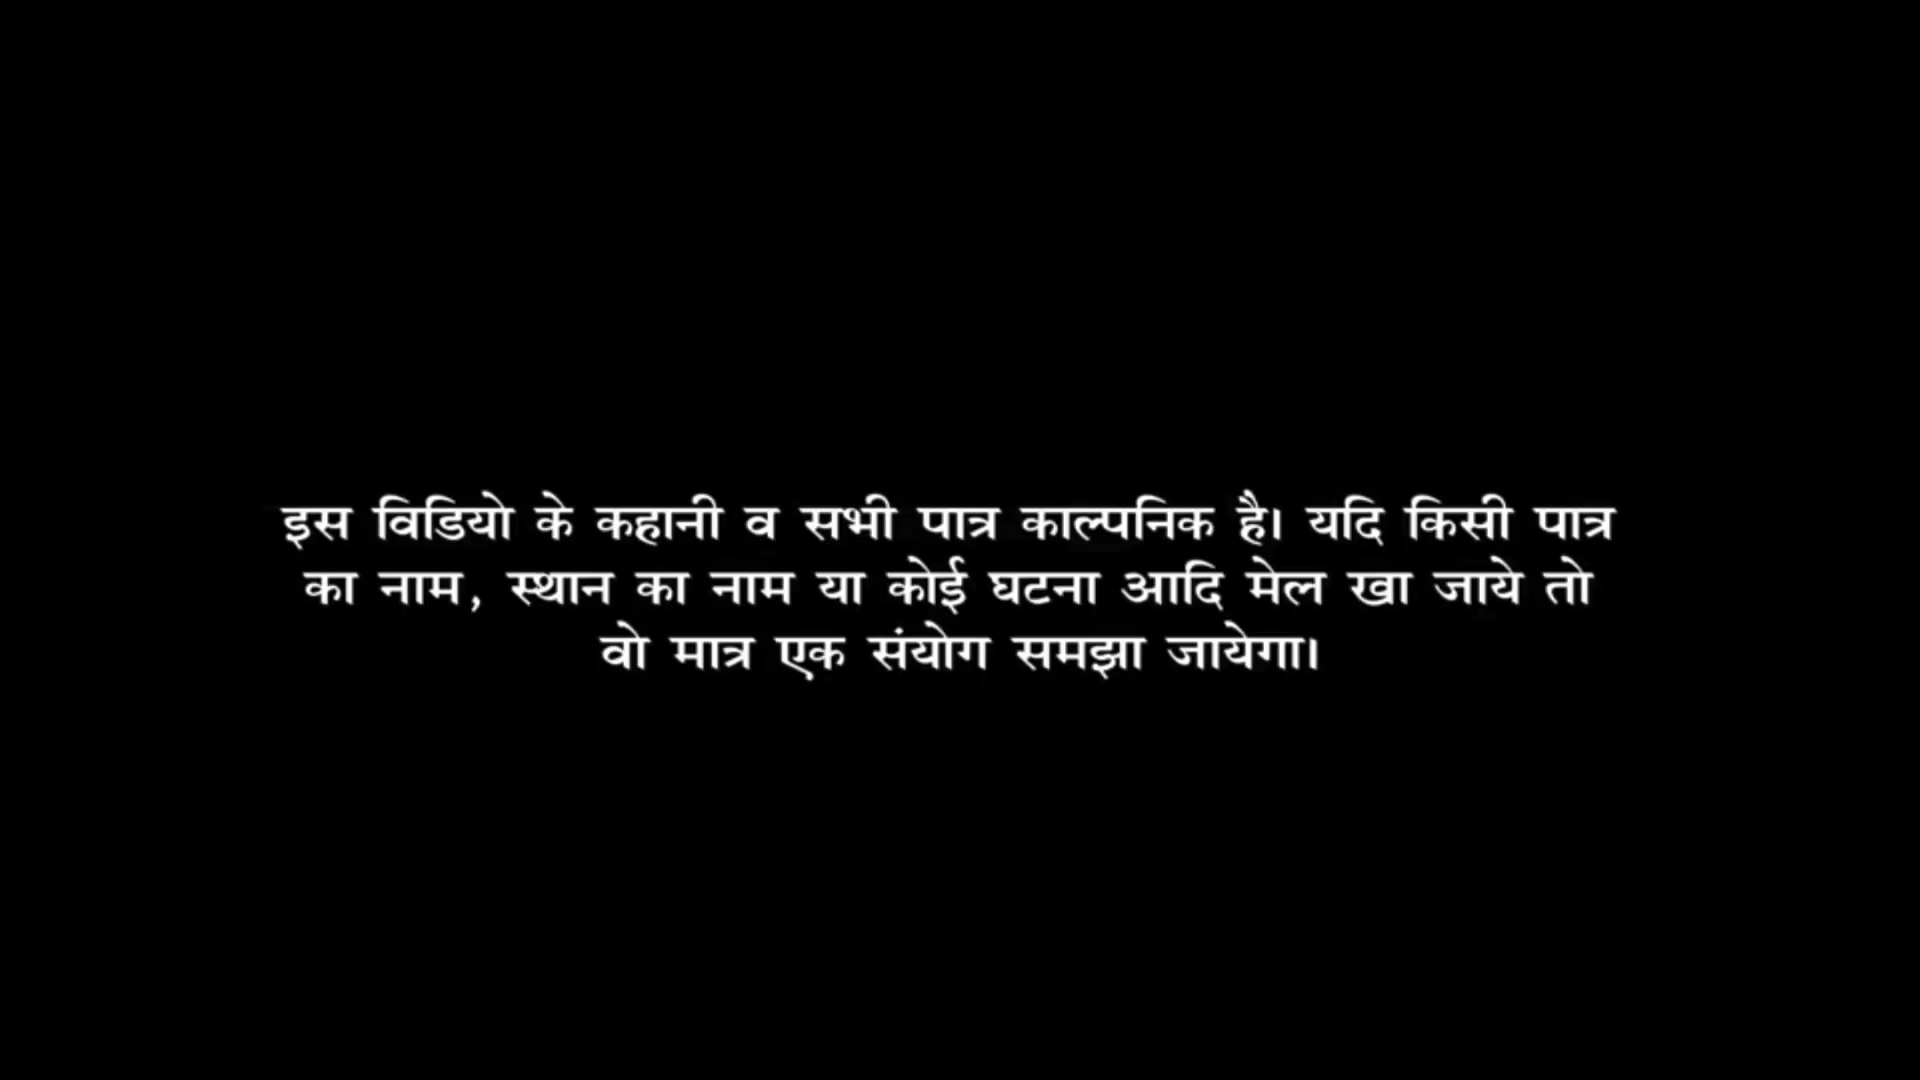 इस विडियो के कहानी व सभी पात्र काल्पनिक है। यदि किसी पात्र
का नाम, स्थान का नाम या कोई घटना आदि मेल खा जाये तो
वो मात्र एक संयोग समझा जायेगा।